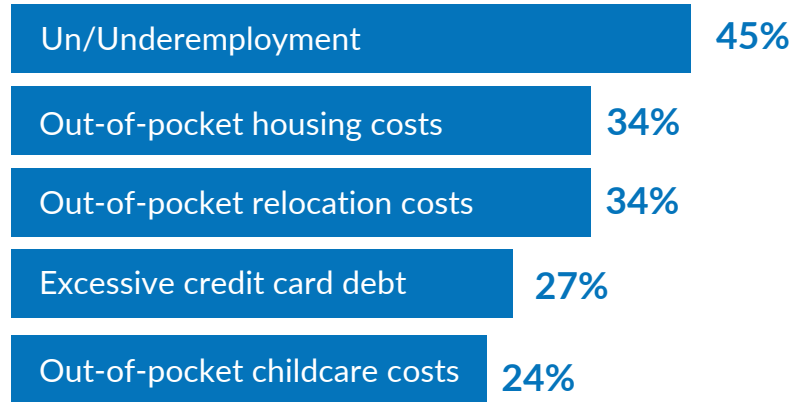 Un/Underemployment 45%
Out-of-pocket housing costs 34%
Out-of-pocket relocation costs 34%
Excessive credit card debt 27%
Out-of-pocket childcare costs 24%